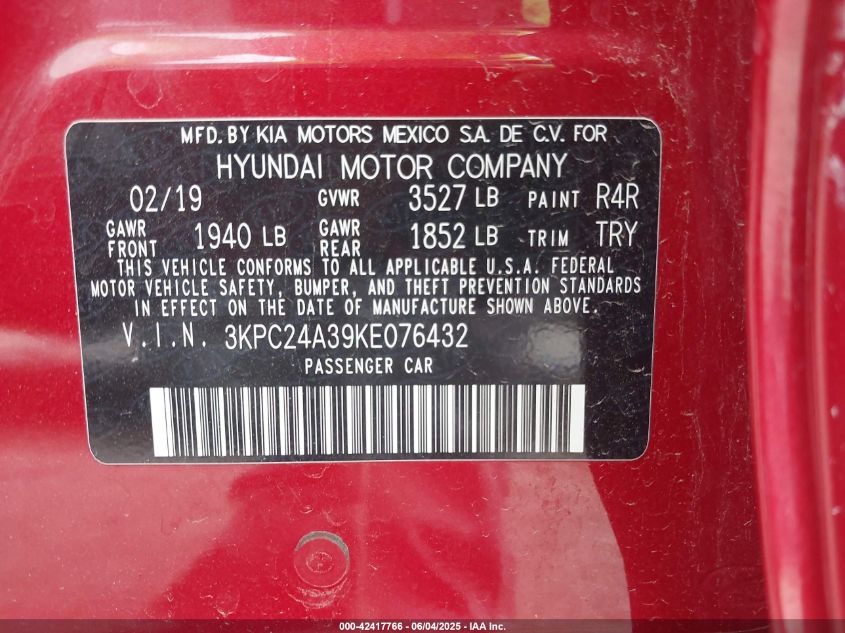 MFD. BY KIA MOTORS MEXICO S.A. DE C.V. FOR
HYUNDAI MOTOR COMPANY
02/19 GVWR 3527 LB PAINT R4R
GAWR FRONT 1940 LB GAWR REAR 1852 LB TRIM TRY
THIS VEHICLE CONFORMS TO ALL APPLICABLE U.S.A. FEDERAL
MOTOR VEHICLE SAFETY, BUMPER, AND THEFT PREVENTION STANDARDS
IN EFFECT ON THE DATE OF MANUFACTURE SHOWN ABOVE.
V.I.N. 3KPC24A39KE076432
PASSENGER CAR
000-42417766 - 06/04/2025 - IAA Inc.